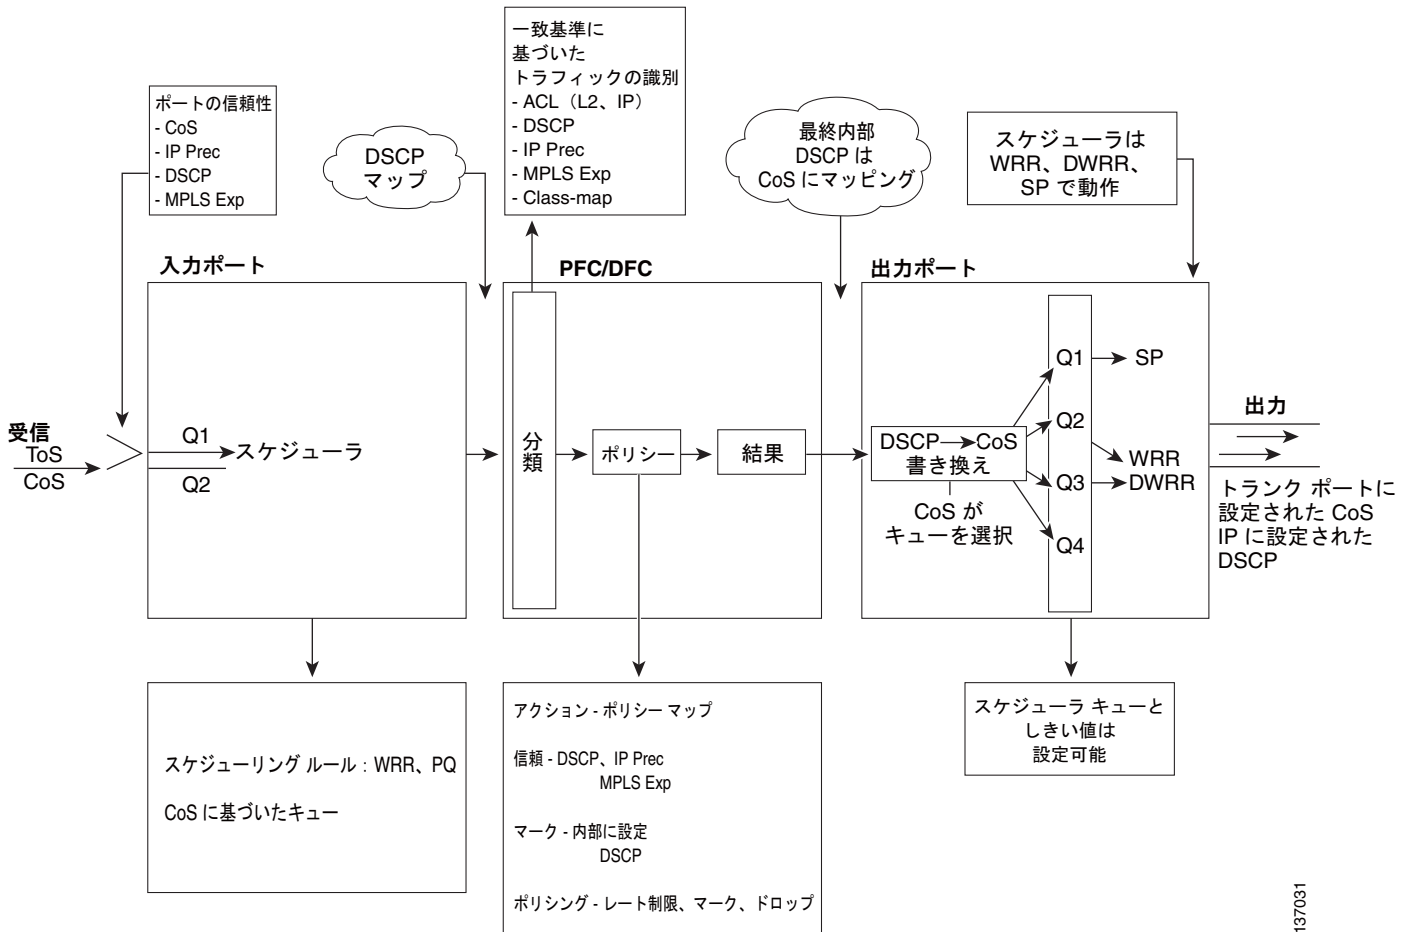 一致基準に
基づいた
トラフィックの識別
- ACL（L2、IP）
- DSCP
- IP Prec
- MPLS Exp
- Class-map
ポートの信頼性
- CoS
- IP Prec
- DSCP
- MPLS Exp
DSCP
マップ
最終内部
DSCP は
CoS にマッピング
スケジューラは
WRR、DWRR、
SP で動作
入力ポート
PFC/DFC
出力ポート
受信
ToS
CoS
Q1
スケジューラ
Q2
分類
ポリシー
結果
DSCP
CoS
書き換え
CoS が
キューを選択
Q1
SP
Q2
WRR
Q3
DWRR
Q4
出力
トランク ポートに
設定された CoS
IP に設定された
DSCP
スケジューリング ルール : WRR、PQ
CoS に基づいたキュー
アクション - ポリシー マップ
信頼 - DSCP、IP Prec
MPLS Exp
マーク - 内部に設定
DSCP
ポリシング - レート制限、マーク、ドロップ
スケジューラ キューと
しきい値は
設定可能
137031